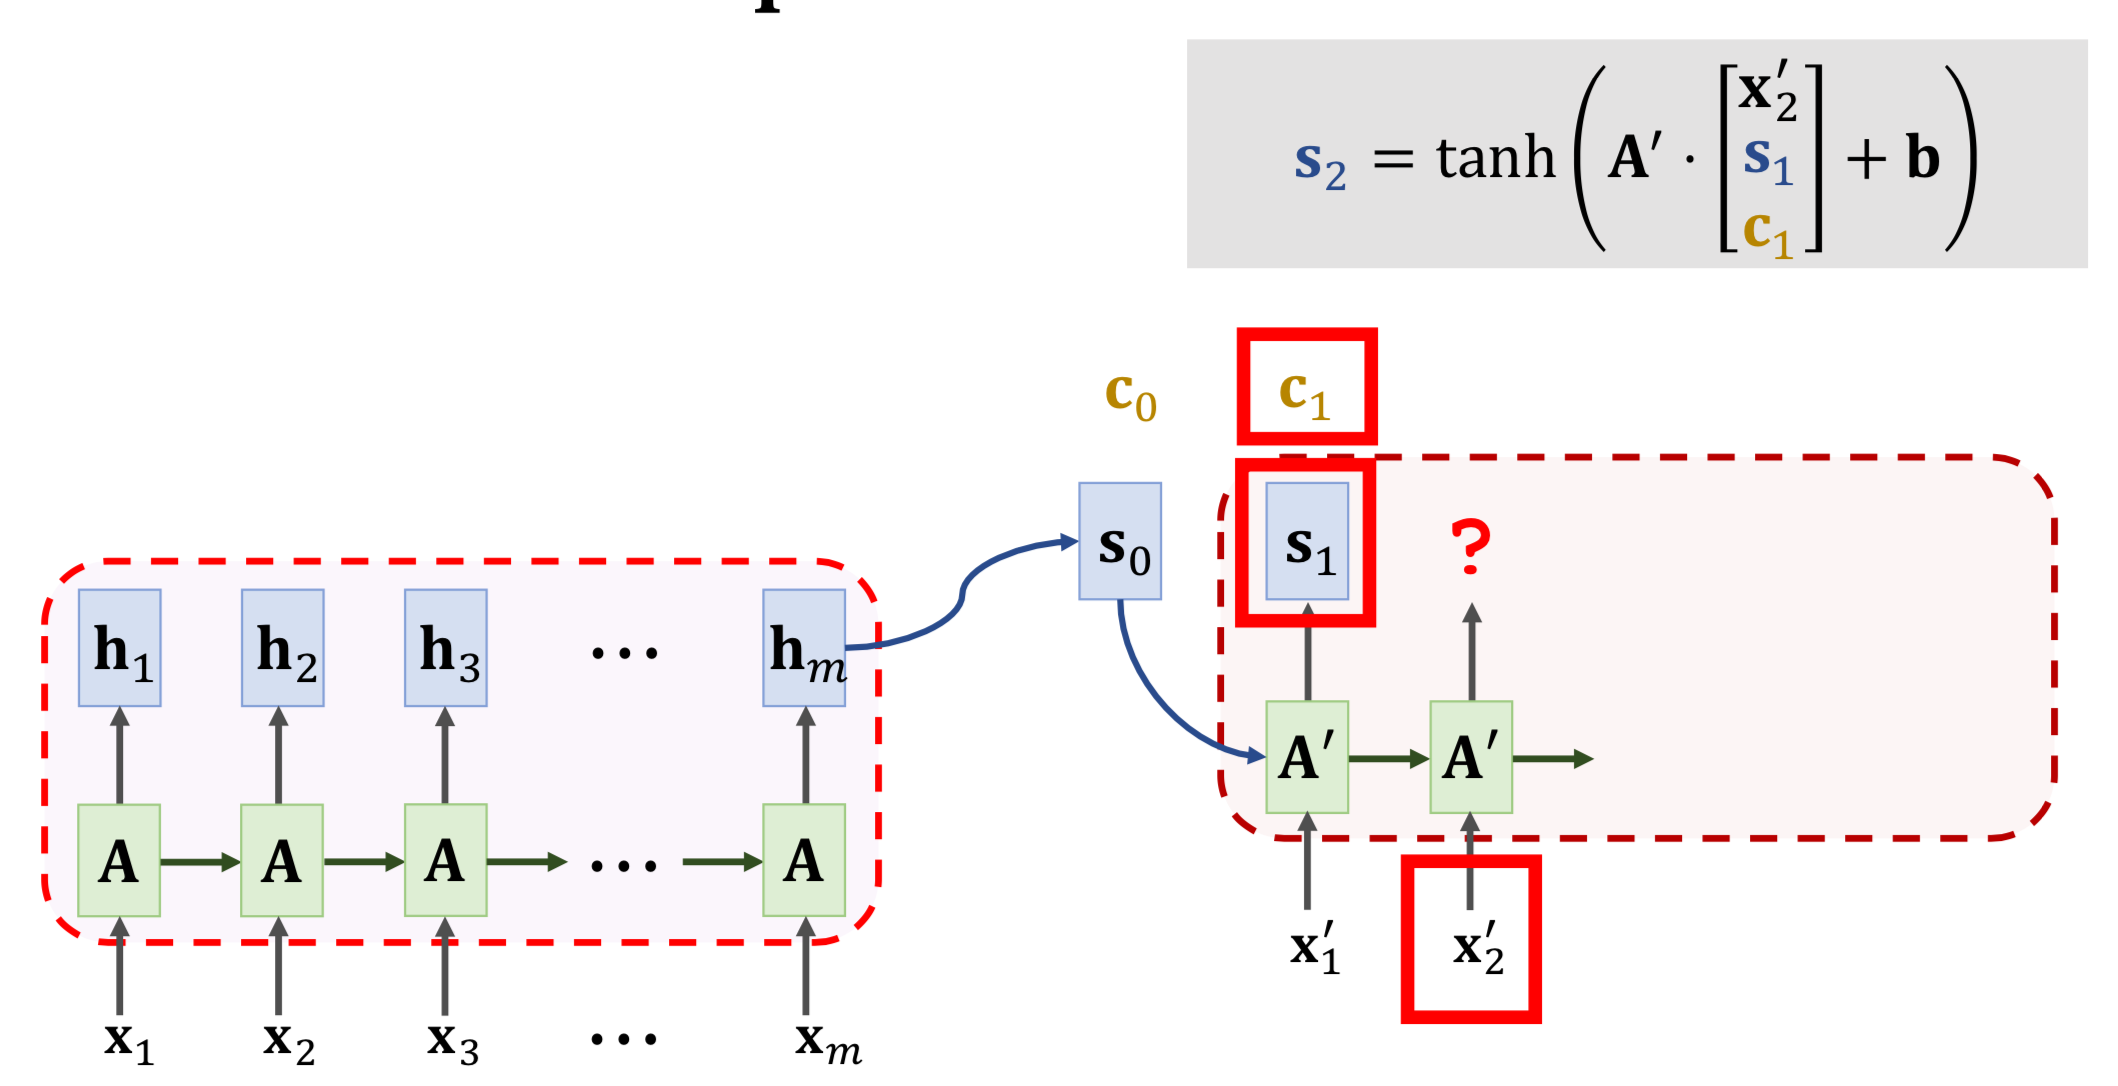 s₂ = tanh(A′ · [x′₂ s₁ c₁] + b)
c₀ c₁
s₀ s₁ ?
h₁ h₂ h₃ ⋯ hₘ
A′ A′
A A A ⋯ A
x′₁ x′₂
x₁ x₂ x₃ ⋯ xₘ